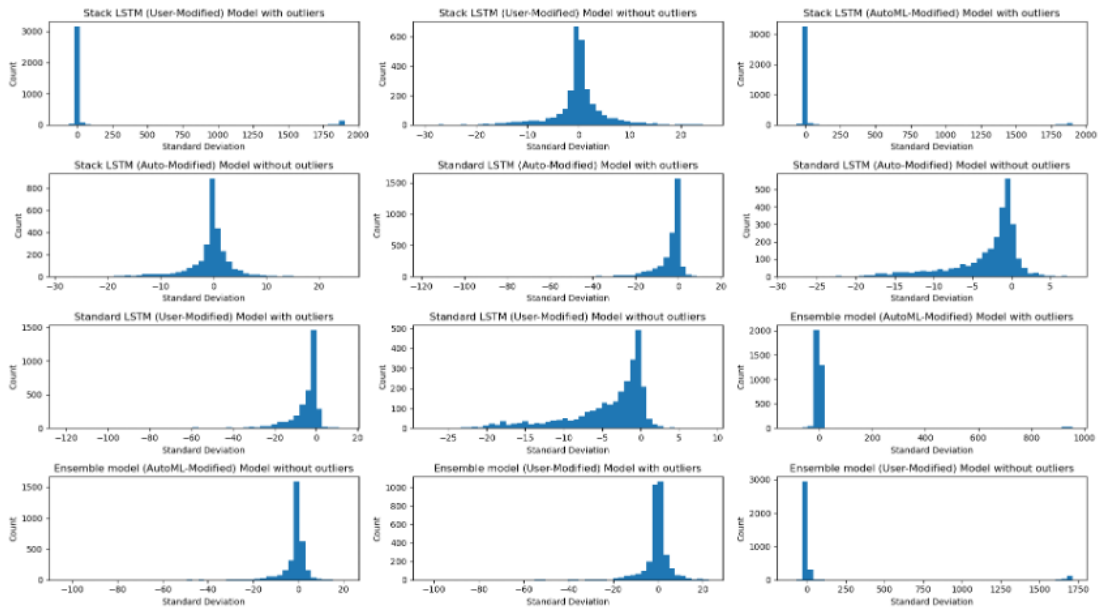 Stack LSTM (User-Modified) Model with outliers
Count
3000
2000
1000
0
0 250 500 750 1000 1250 1500 1750 2000
Standard Deviation
Stack LSTM (User-Modified) Model without outliers
Count
600
400
200
0
−30 −20 −10 0 10 20
Standard Deviation
Stack LSTM (AutoML-Modified) Model with outliers
Count
3000
2000
1000
0
0 250 500 750 1000 1250 1500 1750 2000
Standard Deviation
Stack LSTM (Auto-Modified) Model without outliers
Count
800
600
400
200
0
−30 −20 −10 0 10 20
Standard Deviation
Standard LSTM (Auto-Modified) Model with outliers
Count
1500
1000
500
0
−120 −100 −80 −60 −40 −20 0 20
Standard Deviation
Standard LSTM (Auto-Modified) Model without outliers
Count
500
400
300
200
100
0
−30 −25 −20 −15 −10 −5 0 5
Standard Deviation
Standard LSTM (User-Modified) Model with outliers
Count
1500
1000
500
0
−120 −100 −80 −60 −40 −20 0 20
Standard Deviation
Standard LSTM (User-Modified) Model without outliers
Count
500
400
300
200
100
0
−25 −20 −15 −10 −5 0 5 10
Standard Deviation
Ensemble model (AutoML-Modified) Model with outliers
Count
2000
1500
1000
500
0
0 200 400 600 800 1000
Standard Deviation
Ensemble model (AutoML-Modified) Model without outliers
Count
1500
1000
500
0
−100 −80 −60 −40 −20 0 20
Standard Deviation
Ensemble model (User-Modified) Model with outliers
Count
1000
800
600
400
200
0
−100 −80 −60 −40 −20 0 20
Standard Deviation
Ensemble model (User-Modified) Model without outliers
Count
3000
2000
1000
0
0 250 500 750 1000 1250 1500 1750
Standard Deviation